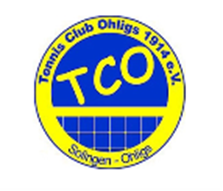 Tennis Club Ohligs 1914 e.V.
TCO
Solingen - Ohligs